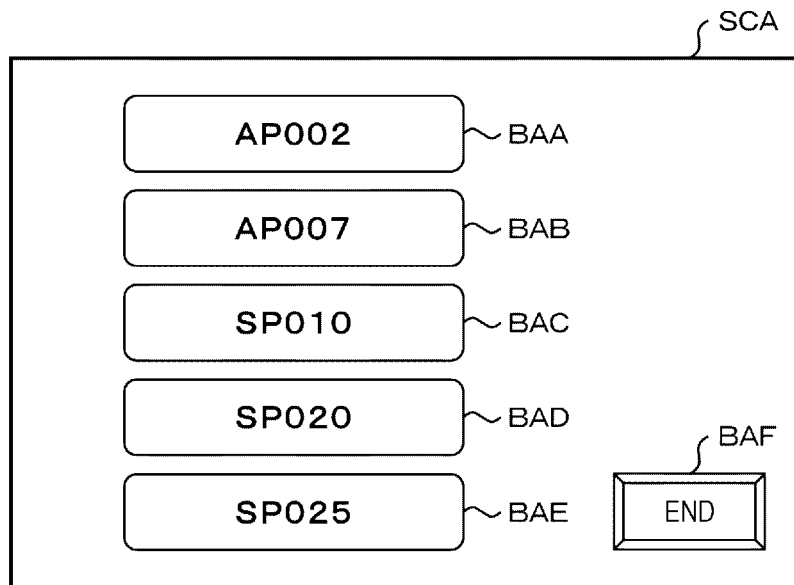 SCA
AP002 BAA
AP007 BAB
SP010 BAC
SP020 BAD
BAF
SP025 BAE END